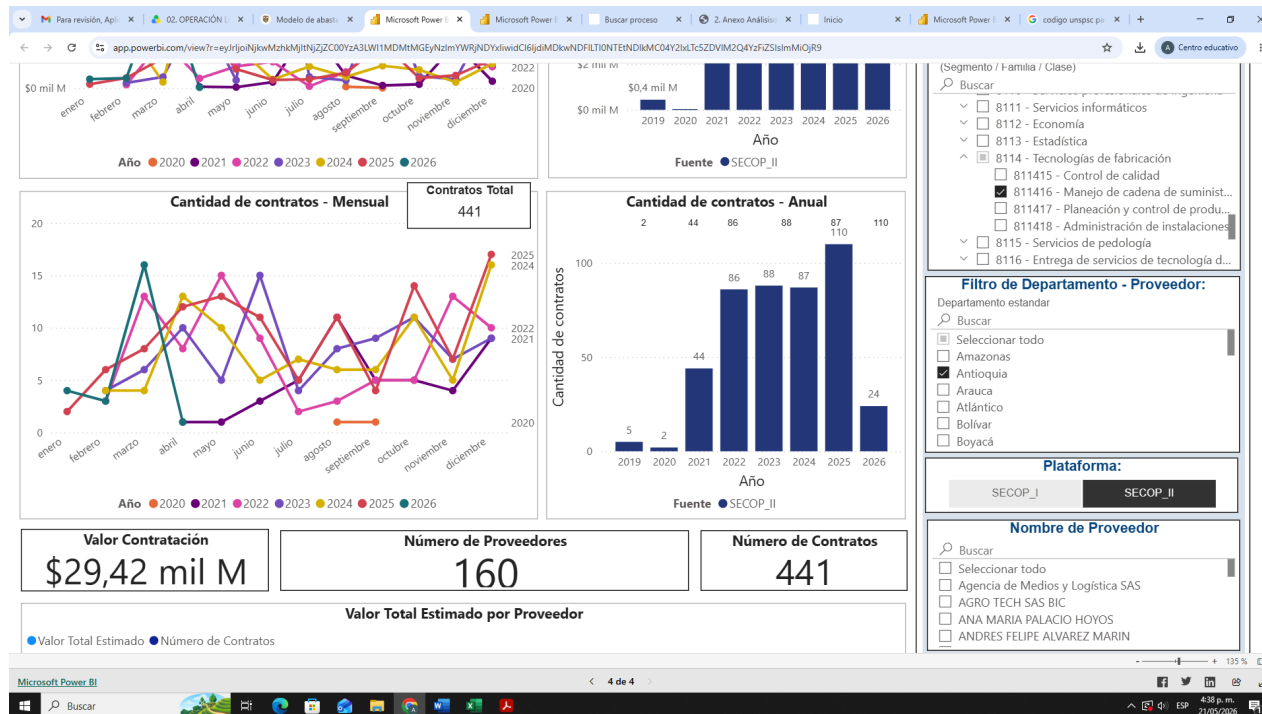 Para revisión, Apli
02. OPERACIÓN L
Modelo de abaste
Microsoft Power B
Microsoft Power B
Buscar proceso
2. Anexo Análisis
Inicio
Microsoft Power B
codigo unspsc pa
Centro educativo
(Segmento / Familia / Clase)
Buscar
8111 - Servicios informáticos
8112 - Economía
8113 - Estadística
8114 - Tecnologías de fabricación
811415 - Control de calidad
811416 - Manejo de cadena de suminist...
811417 - Planeación y control de produ...
811418 - Administración de instalaciones
8115 - Servicios de pedología
8116 - Entrega de servicios de tecnología d...
$0 mil M
2022
2020
enero febrero marzo abril mayo junio julio agosto septiembre octubre noviembre diciembre
Año 2020 2021 2022 2023 2024 2025 2026
$2 mil M
$0,4 mil M
$0 mil M
2019 2020 2021 2022 2023 2024 2025 2026
Año
Fuente SECOP_II
Cantidad de contratos - Mensual
Contratos Total
441
20
15
10
5
0
2025
2024
2022
2021
2020
enero febrero marzo abril mayo junio julio agosto septiembre octubre noviembre diciembre
Año 2020 2021 2022 2023 2024 2025 2026
Cantidad de contratos - Anual
2 44 86 88 87 110
Cantidad de contratos
100
50
0
5 2 44 86 88 87 110 24
2019 2020 2021 2022 2023 2024 2025 2026
Año
Fuente SECOP_II
Filtro de Departamento - Proveedor:
Departamento estandar
Buscar
Seleccionar todo
Amazonas
Antioquia
Arauca
Atlántico
Bolívar
Boyacá
Plataforma:
SECOP_I SECOP_II
Valor Contratación
$29,42 mil M
Número de Proveedores
160
Número de Contratos
441
Nombre de Proveedor
Buscar
Seleccionar todo
Agencia de Medios y Logística SAS
AGRO TECH SAS BIC
ANA MARIA PALACIO HOYOS
ANDRES FELIPE ALVAREZ MARIN
Valor Total Estimado por Proveedor
Valor Total Estimado Número de Contratos
135 %
Microsoft Power BI
4 de 4
Buscar
ESP
4:38 p. m.
21/05/2026